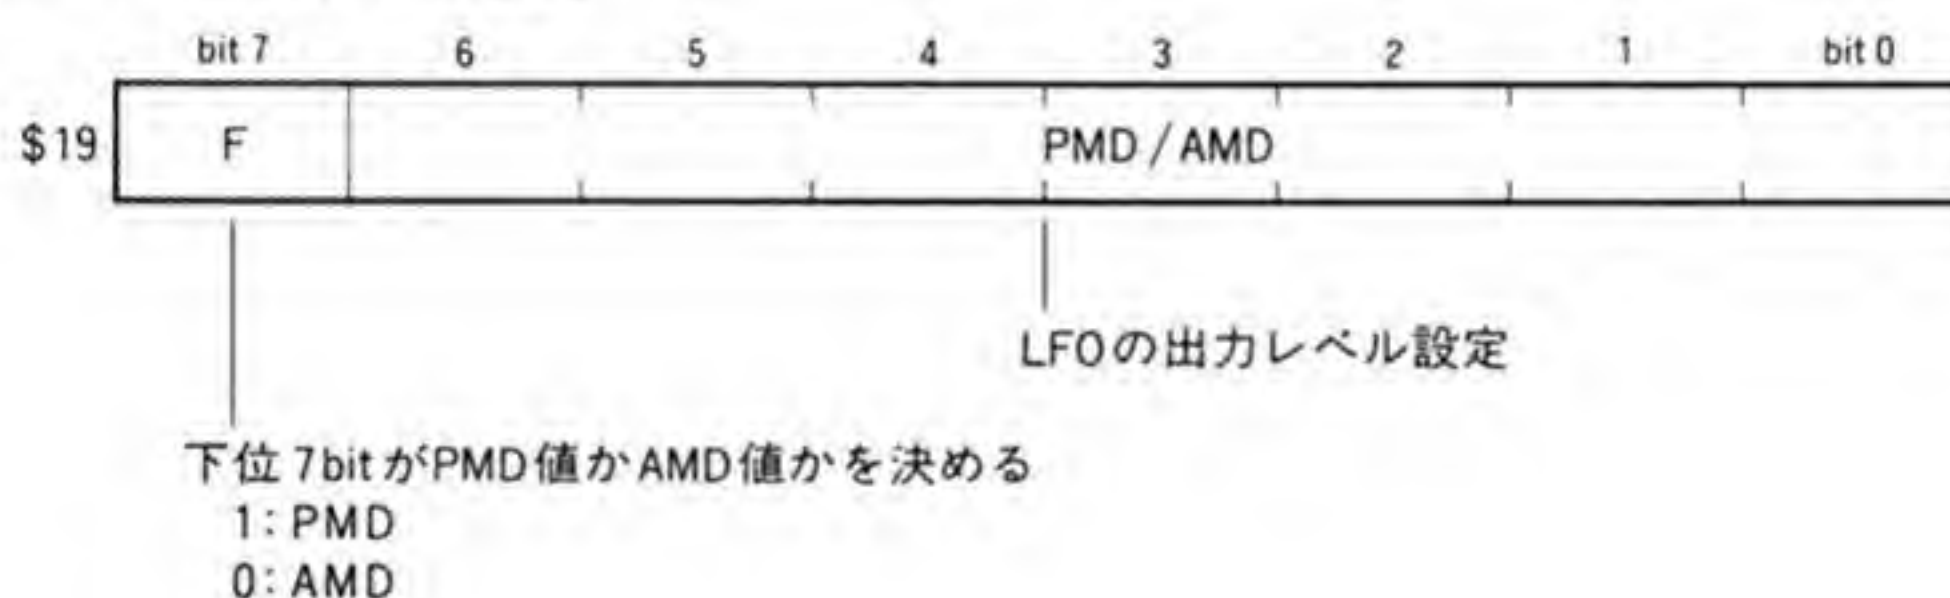 bit 7 6 5 4 3 2 1 bit 0
$19 F PMD/AMD
LFOの出力レベル設定
下位7bitがPMD値かAMD値かを決める
1: PMD
0: AMD